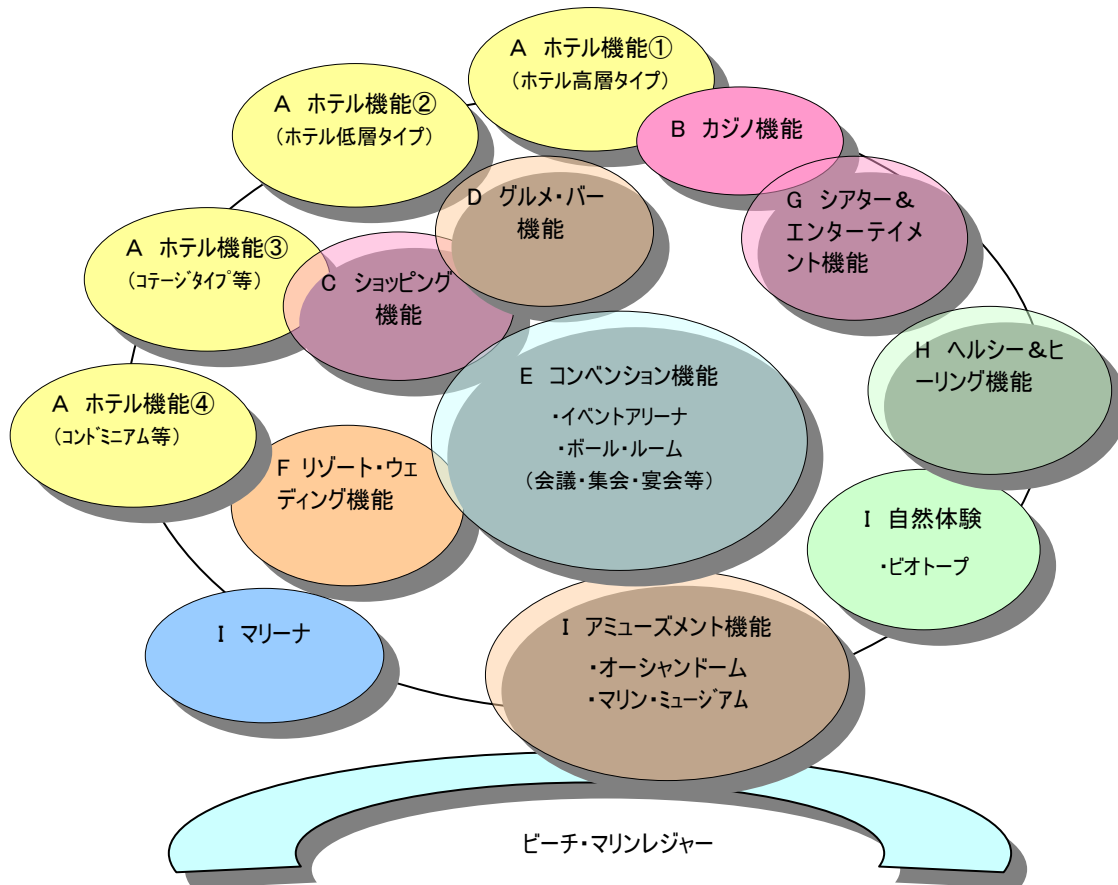 A ホテル機能①
(ホテル高層タイプ)
A ホテル機能②
(ホテル低層タイプ)
B カジノ機能
D グルメ・バー
機能
G シアター&
エンターテイメ
ント機能
A ホテル機能③
(コテージタイプ等)
C ショッピング
機能
H ヘルシー&ヒ
ーリング機能
E コンベンション機能
・イベントアリーナ
・ボール・ルーム
(会議・集会・宴会等)
A ホテル機能④
(コンドミニアム等)
F リゾート・ウェ
ディング機能
I 自然体験
・ビオトープ
I マリーナ
I アミューズメント機能
・オーシャンドーム
・マリン・ミュージアム
ビーチ・マリンレジャー